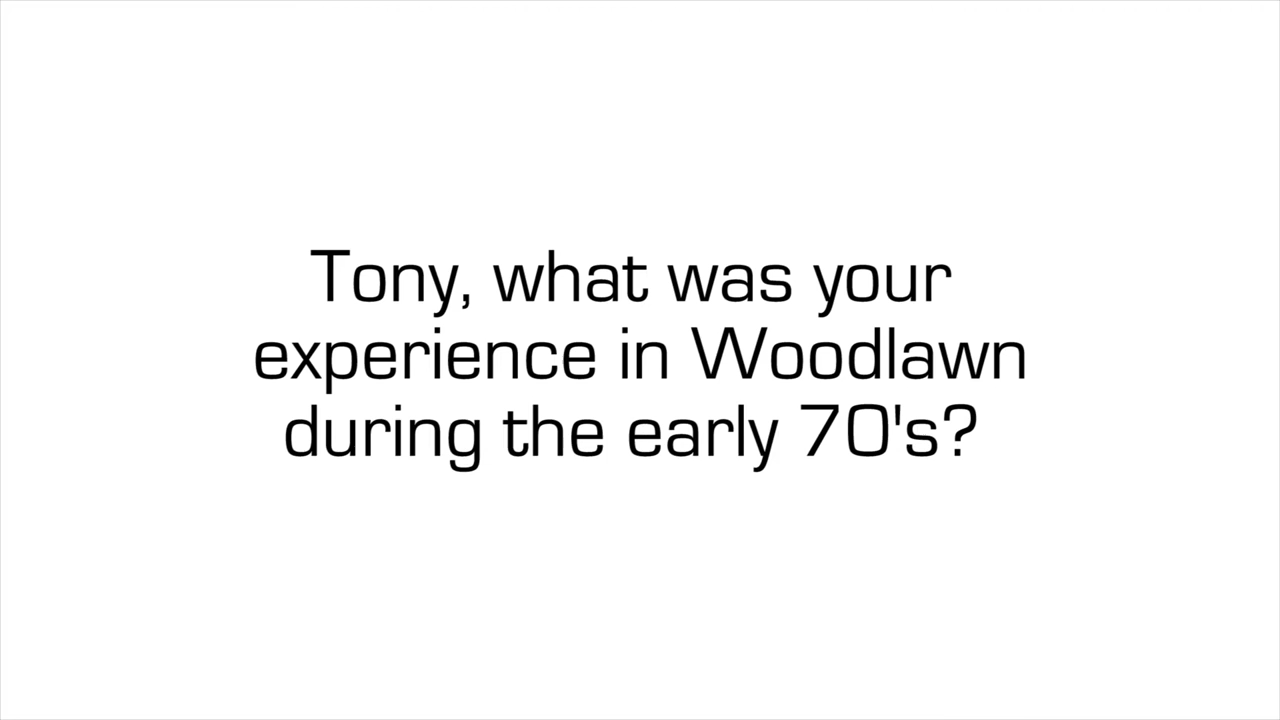 Tony, what was your
experience in Woodlawn
during the early 70's?